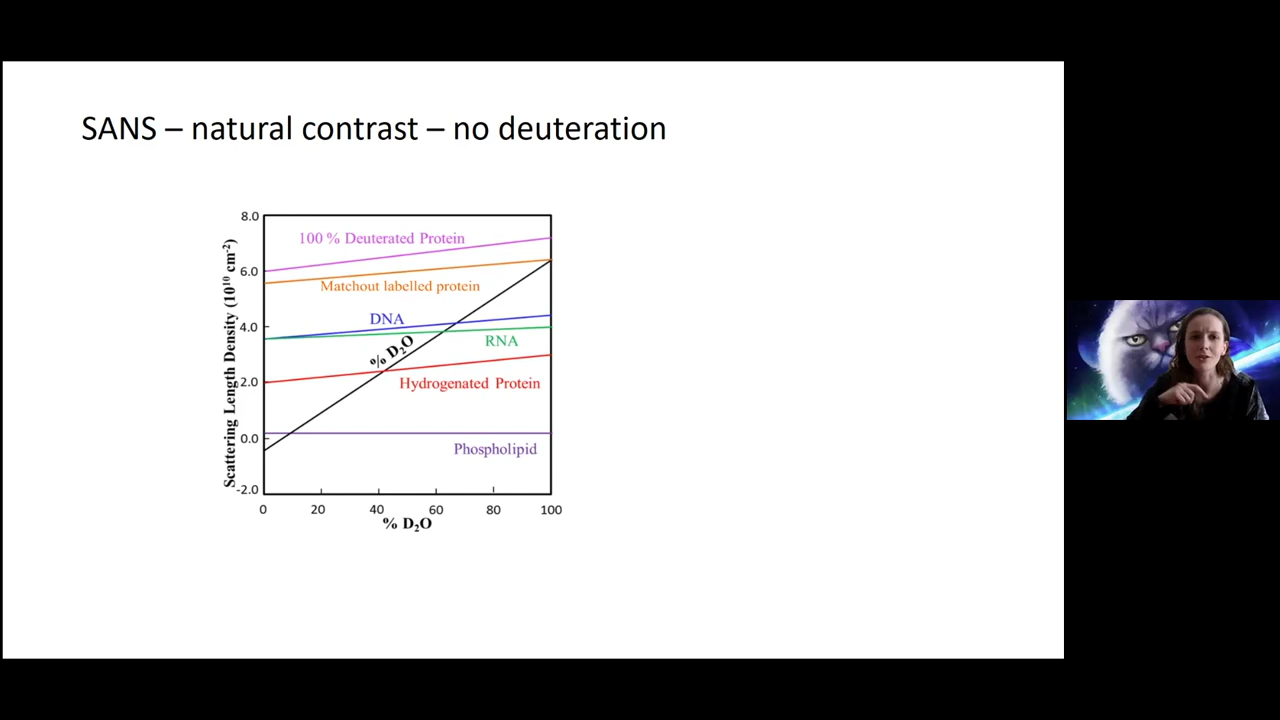 SANS – natural contrast – no deuteration
Scattering Length Density (10¹⁰ cm⁻²)
8.0
6.0
4.0
2.0
0.0
-2.0
100 % Deuterated Protein
Matchout labelled protein
DNA
% D₂O
RNA
Hydrogenated Protein
Phospholipid
0 20 40 60 80 100
% D₂O